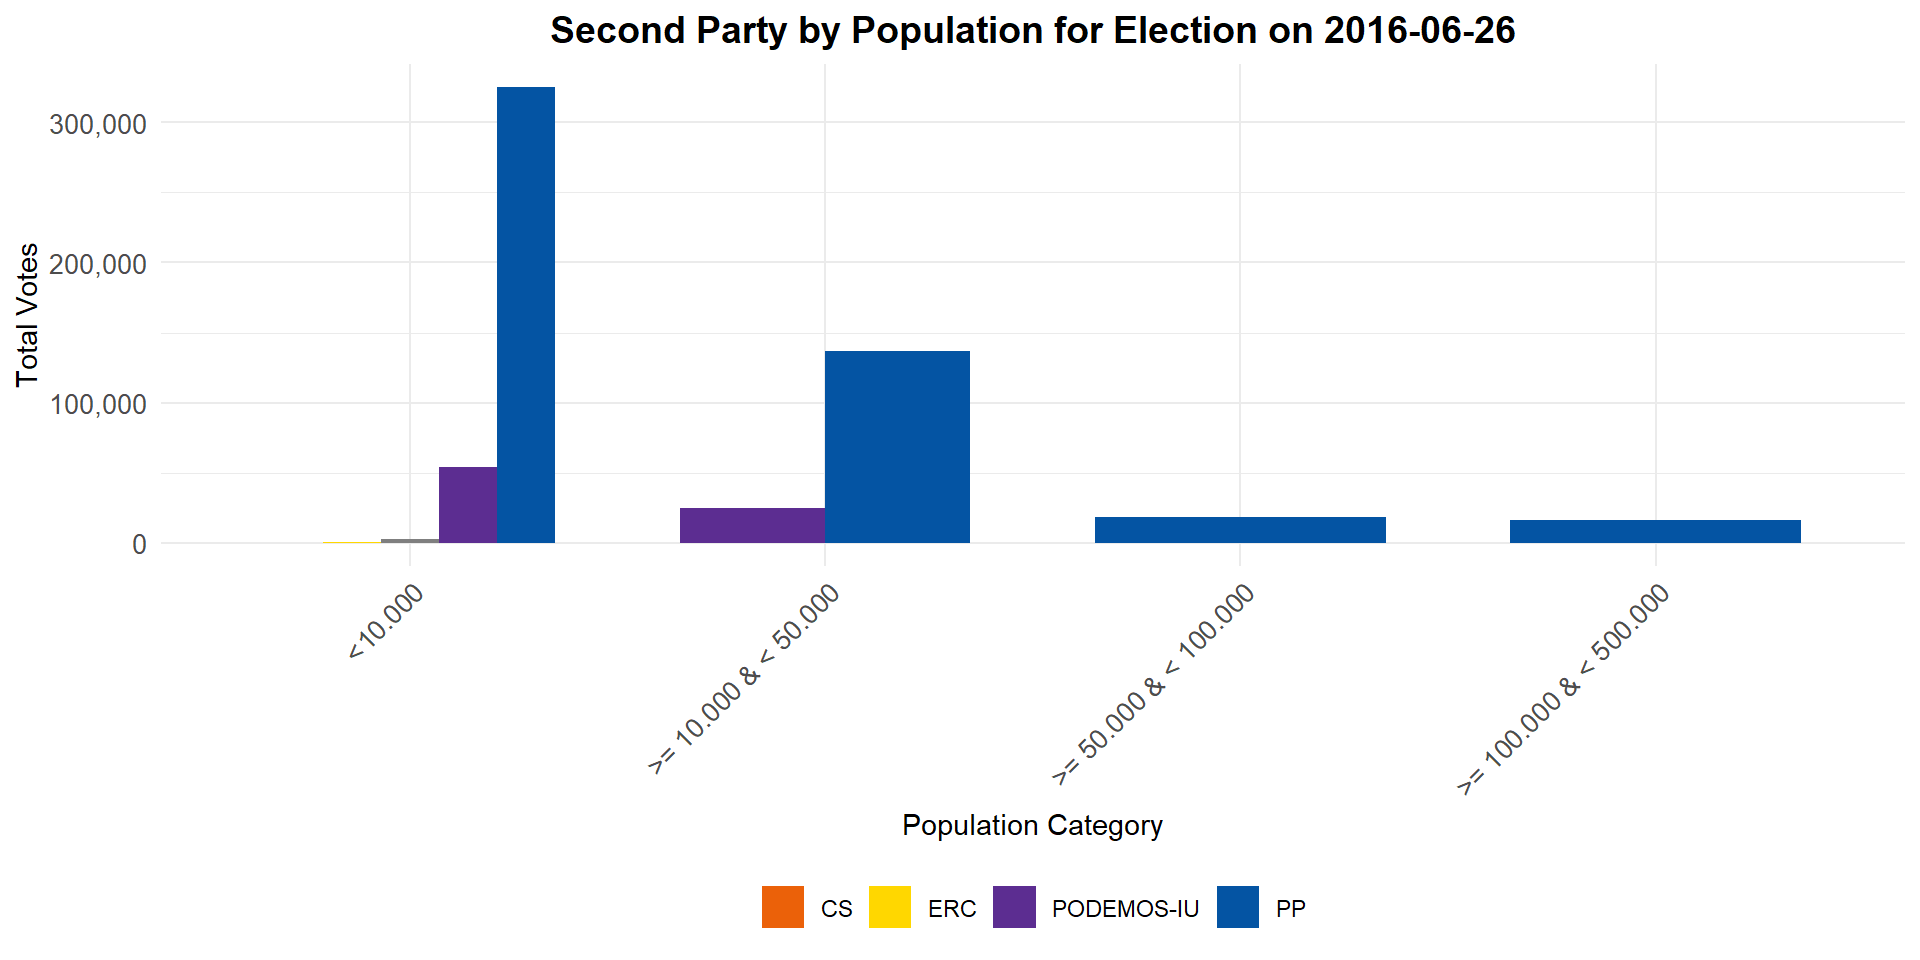 Second Party by Population for Election on 2016-06-26
Total Votes
300,000
200,000
100,000
0
<10.000
>= 10.000 & < 50.000
>= 50.000 & < 100.000
>= 100.000 & < 500.000
Population Category
CS
ERC
PODEMOS-IU
PP